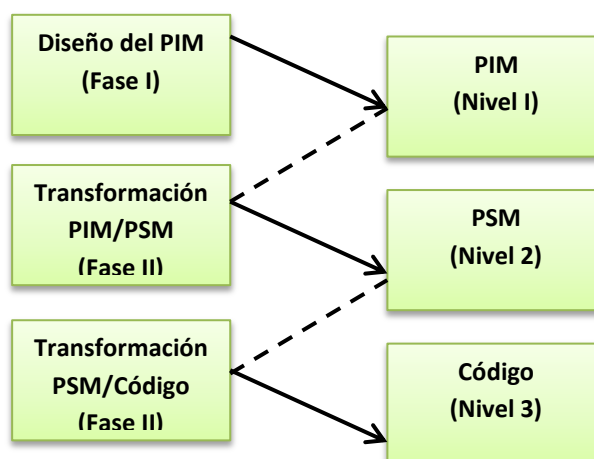 Diseño del PIM
(Fase I)
PIM
(Nivel I)
Transformación
PIM/PSM
(Fase II)
PSM
(Nivel 2)
Transformación
PSM/Código
(Fase II)
Código
(Nivel 3)